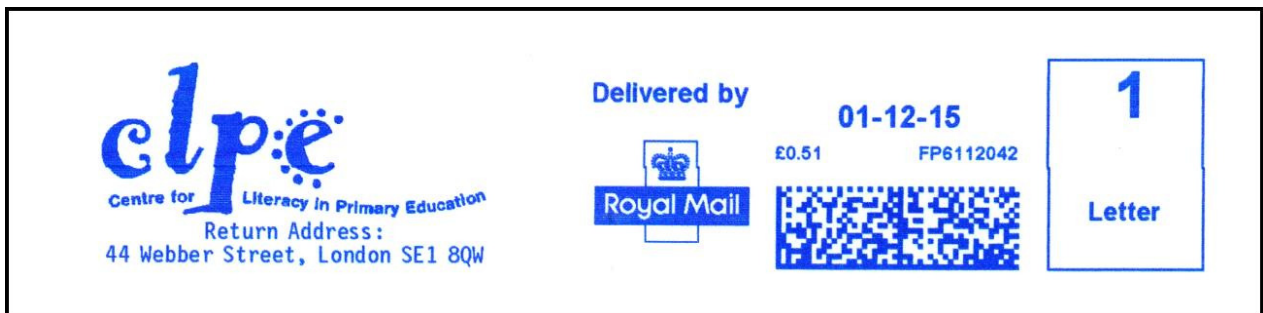 clpe
Centre for Literacy in Primary Education
Return Address:
44 Webber Street, London SE1 8QW
Delivered by
Royal Mail
01-12-15
£0.51 FP6112042
1
Letter